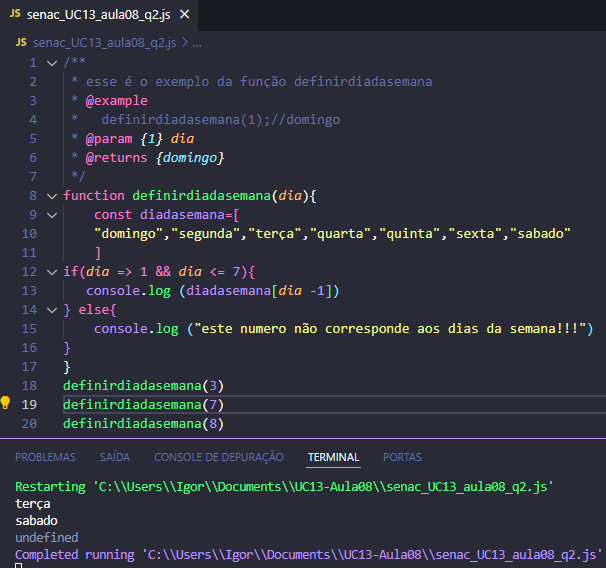 JS senac_UC13_aula08_q2.js ×
JS senac_UC13_aula08_q2.js > ...
1 /**
2 * esse é o exemplo da função definirdiadasemana
3 * @example
4 *   definirdiadasemana(1);//domingo
5 * @param {1} dia
6 * @returns {domingo}
7 */
8 function definirdiadasemana(dia){
9     const diadasemana=[
10     "domingo","segunda","terça","quarta","quinta","sexta","sabado"
11     ]
12 if(dia => 1 && dia <= 7){
13    console.log (diadasemana[dia -1])
14 } else{
15     console.log ("este numero não corresponde aos dias da semana!!!")
16 }
17 }
18 definirdiadasemana(3)
19 definirdiadasemana(7)
20 definirdiadasemana(8)
PROBLEMAS SAÍDA CONSOLE DE DEPURAÇÃO TERMINAL PORTAS
Restarting 'C:\\Users\\Igor\\Documents\\UC13-Aula08\\senac_UC13_aula08_q2.js'
terça
sabado
undefined
Completed running 'C:\\Users\\Igor\\Documents\\UC13-Aula08\\senac_UC13_aula08_q2.js'